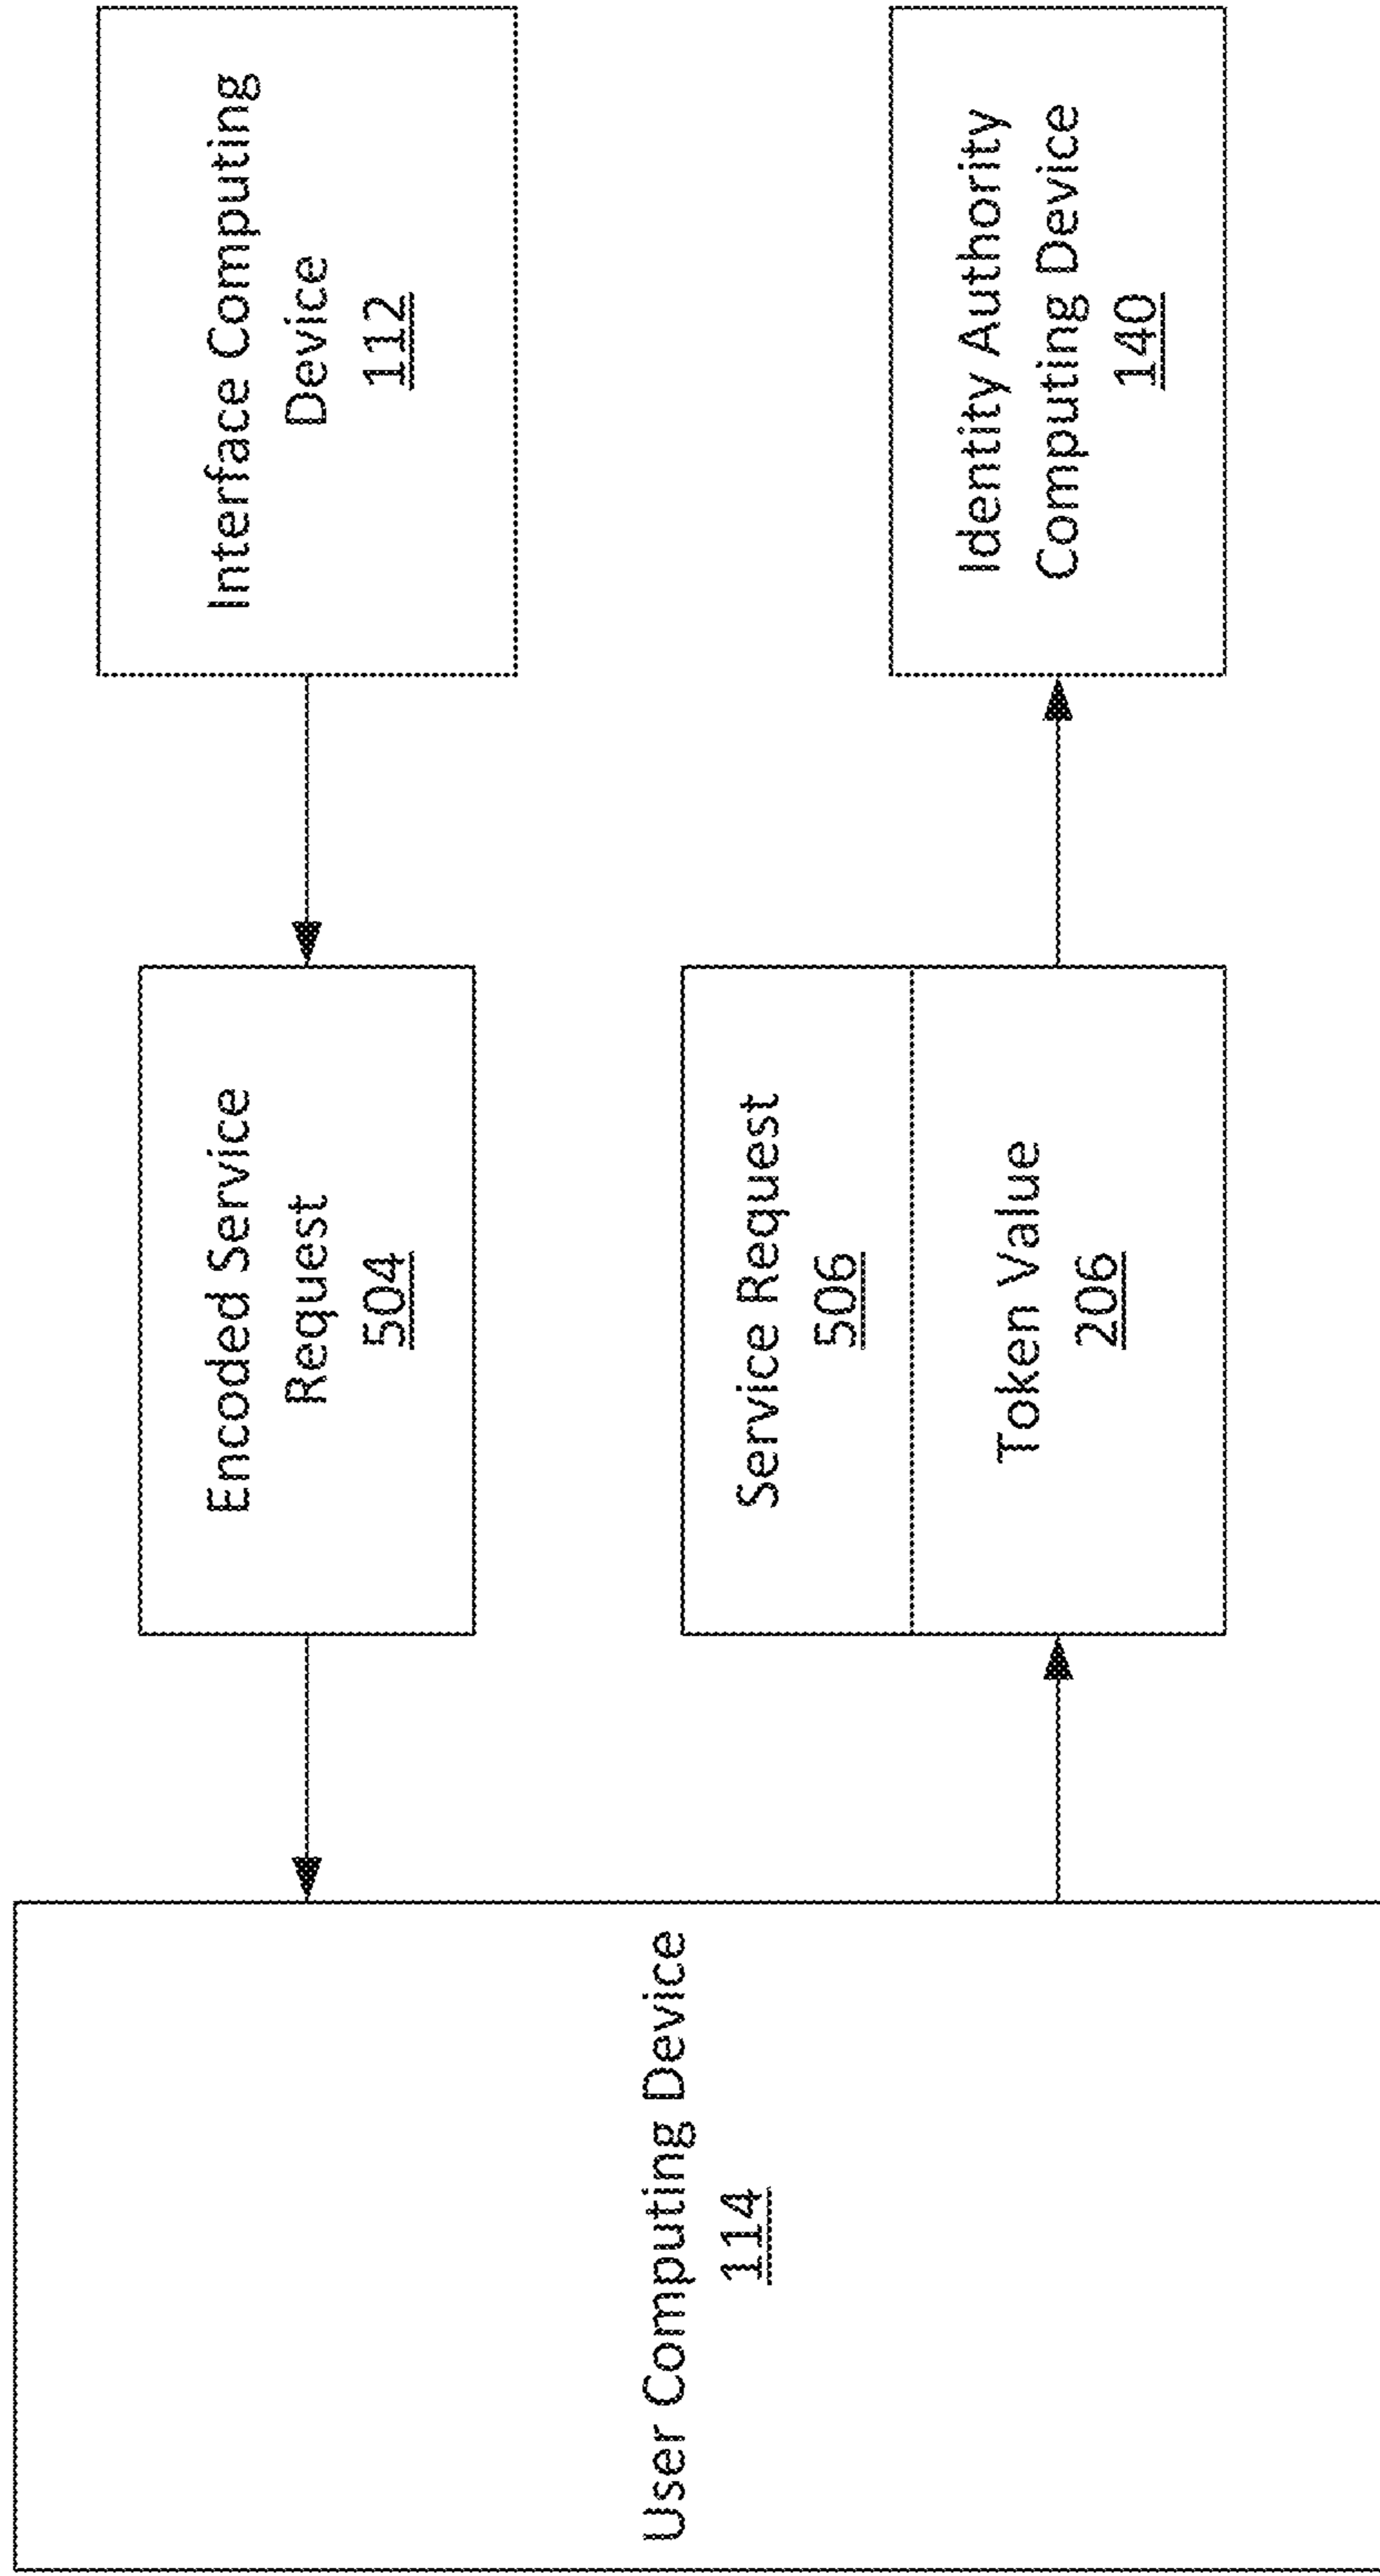 User Computing Device
114
Encoded Service
Request
504
Interface Computing
Device
112
Service Request
506
Token Value
206
Identity Authority
Computing Device
140